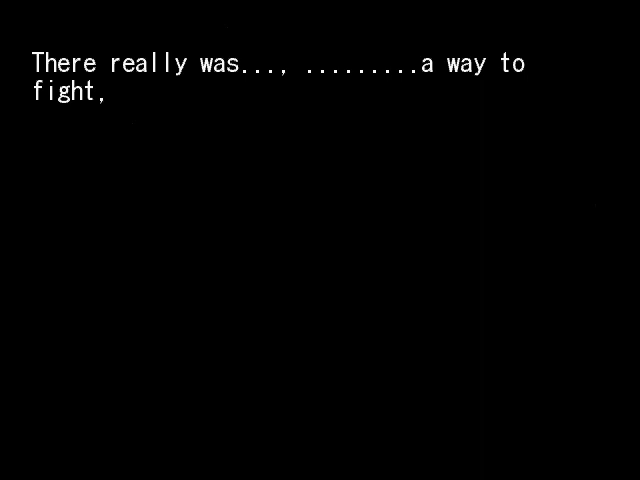 There really was..., .........a way to
fight,